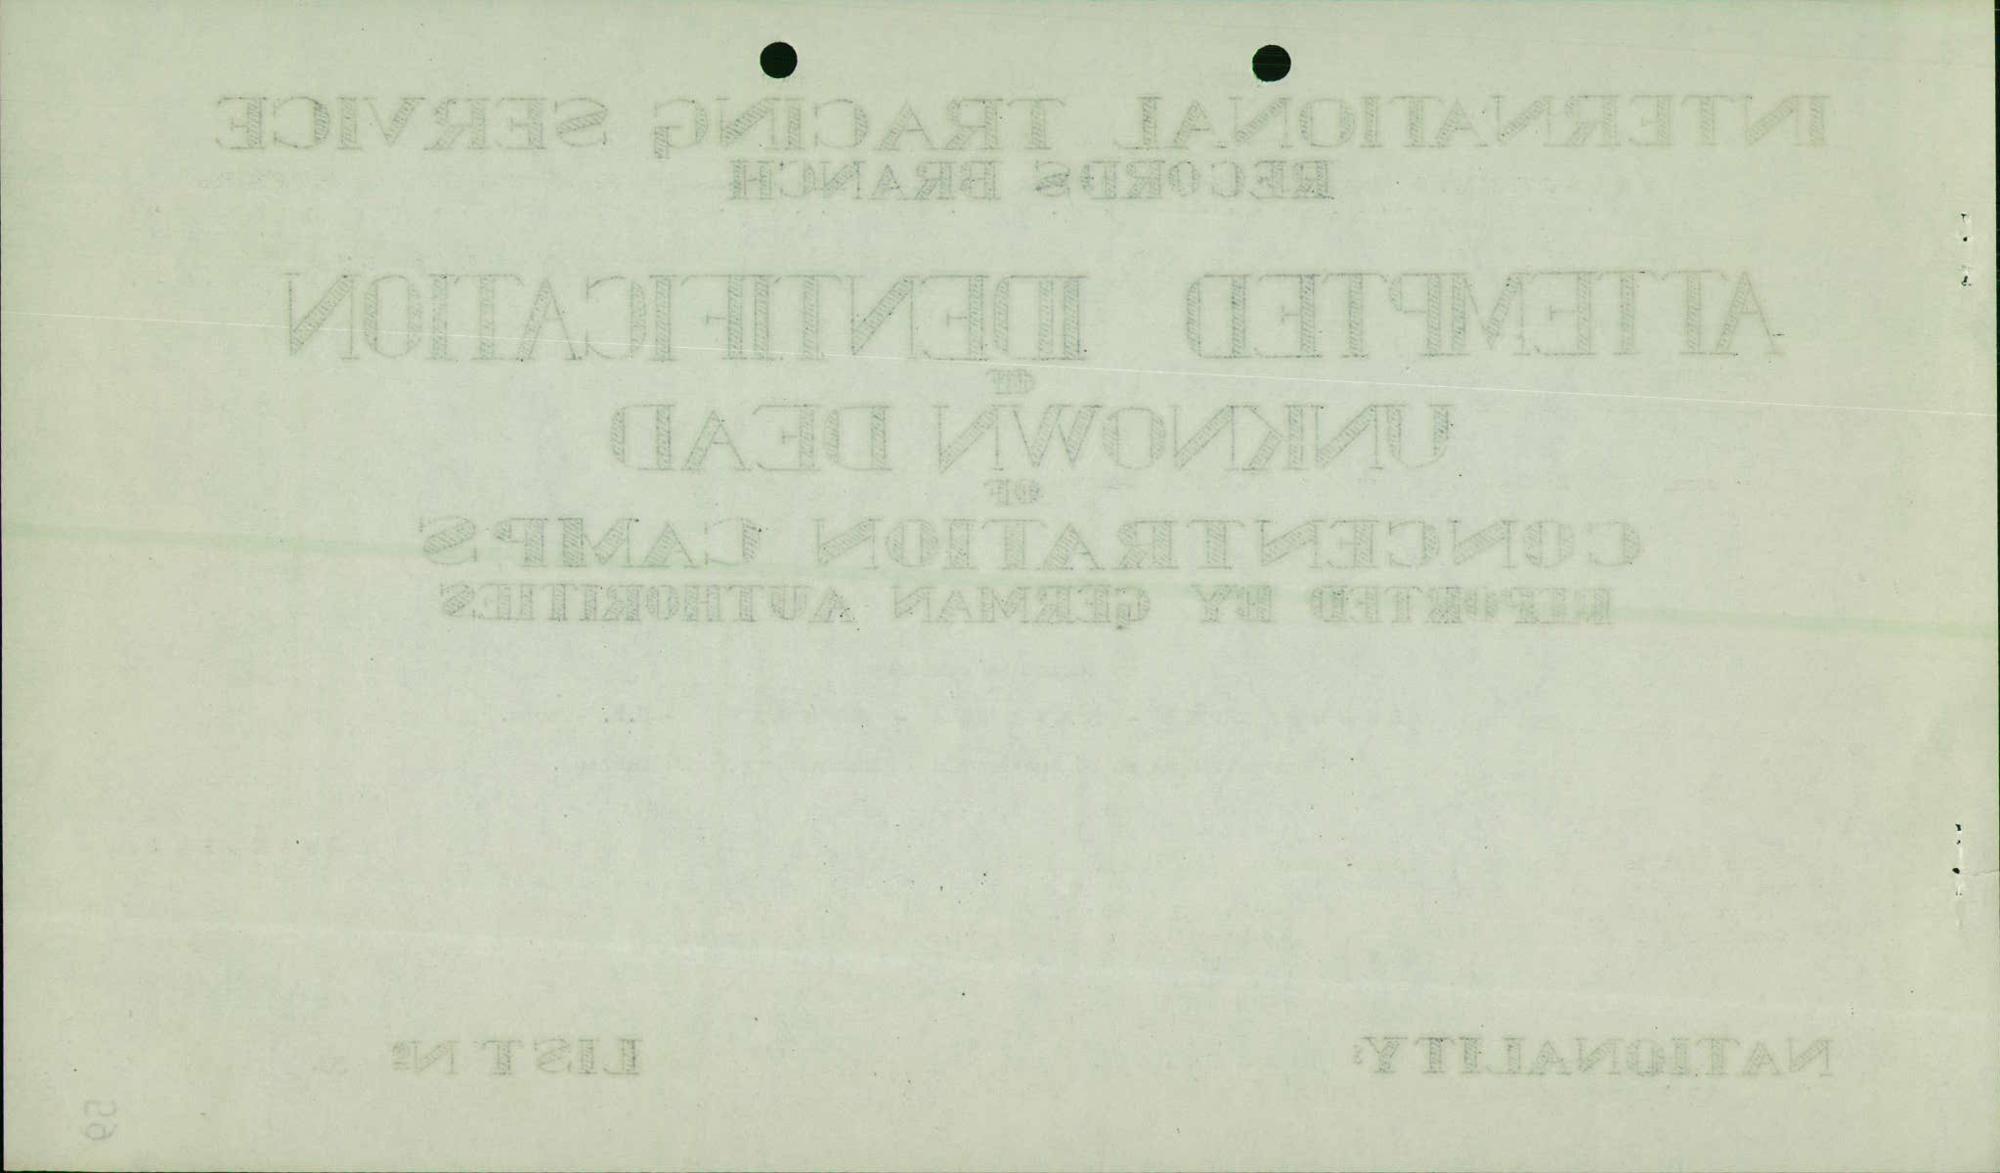 INTERNATIONAL TRACING SERVICE
RECORDS BRANCH
ATTEMPTED IDENTIFICATION
OF
UNKNOWN DEAD
OF
CONCENTRATION CAMPS
REPORTED BY GERMAN AUTHORITIES
NATIONALITY: LIST Nº
59